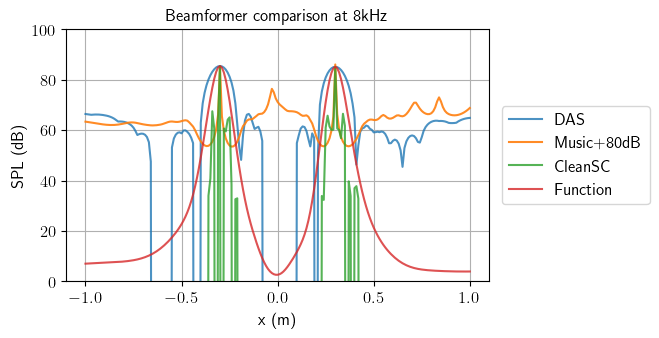 Beamformer comparison at 8kHz
100
80
60
40
20
0
SPL (dB)
−1.0
−0.5
0.0
0.5
1.0
x (m)
DAS
Music+80dB
CleanSC
Function